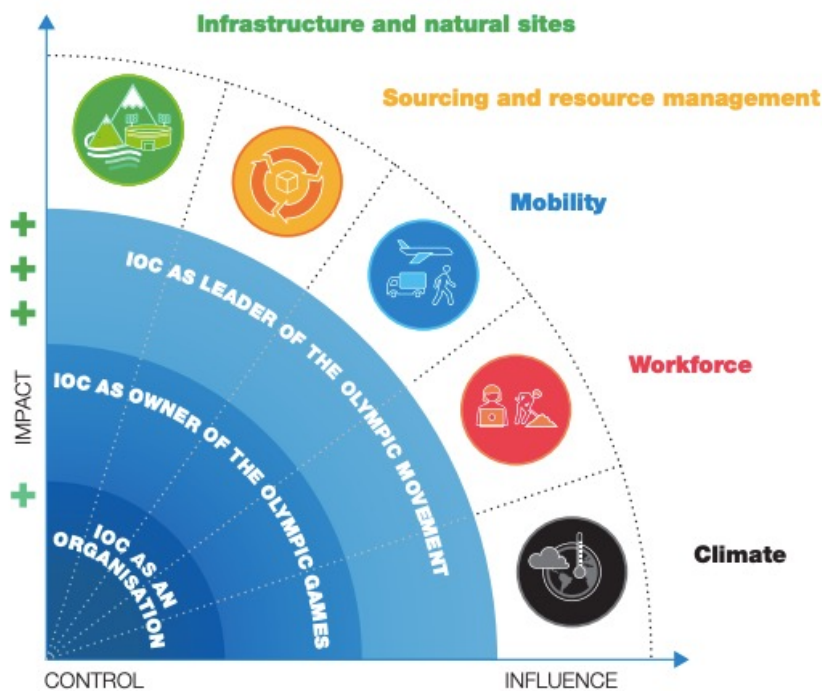 Infrastructure and natural sites
Sourcing and resource management
Mobility
Workforce
Climate
IOC AS LEADER OF THE OLYMPIC MOVEMENT
IOC AS OWNER OF THE OLYMPIC GAMES
IOC AS AN
ORGANISATION
IMPACT
+
+
+
+
CONTROL
INFLUENCE